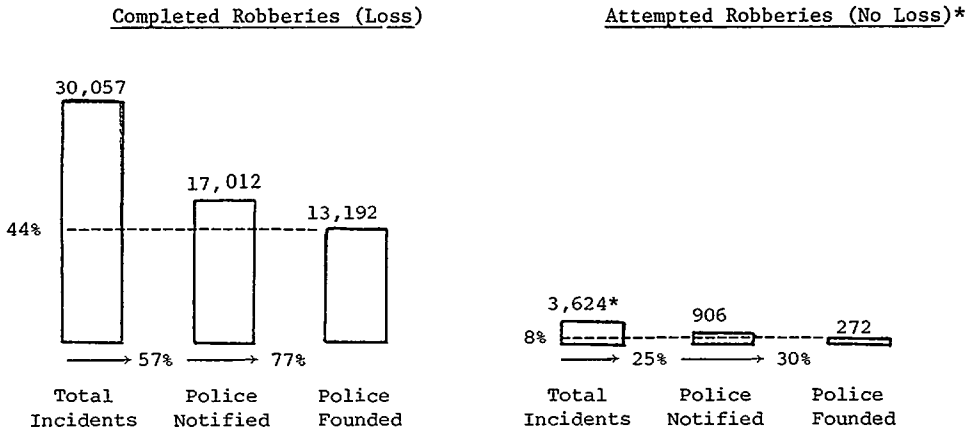 Completed Robberies (Loss)
30,057
17,012
13,192
44%
57%
77%
Total Incidents
Police Notified
Police Founded
Attempted Robberies (No Loss)*
3,624*
906
272
8%
25%
30%
Total Incidents
Police Notified
Police Founded